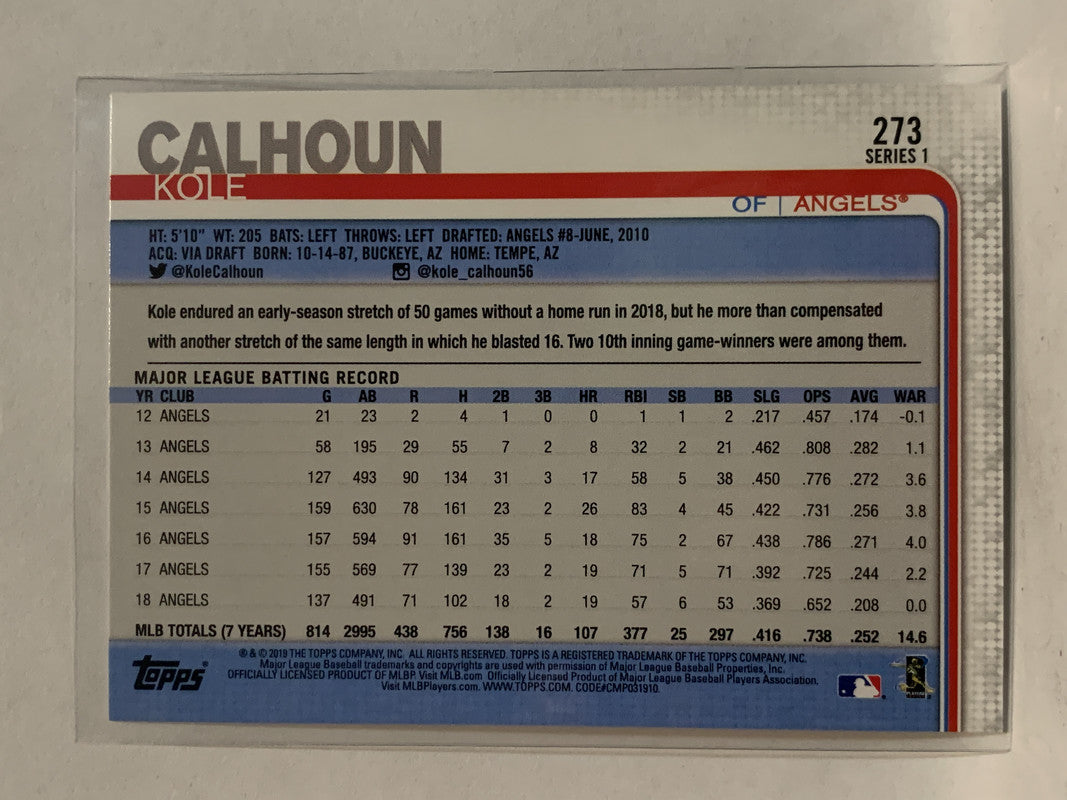 CALHOUN
KOLE
273
SERIES 1
OF | ANGELS®
HT: 5'10" WT: 205 BATS: LEFT THROWS: LEFT DRAFTED: ANGELS #8-JUNE, 2010
ACQ: VIA DRAFT BORN: 10-14-87, BUCKEYE, AZ HOME: TEMPE, AZ
@KoleCalhoun @kole_calhoun56
Kole endured an early-season stretch of 50 games without a home run in 2018, but he more than compensated
with another stretch of the same length in which he blasted 16. Two 10th inning game-winners were among them.
MAJOR LEAGUE BATTING RECORD
YR CLUB G AB R H 2B 3B HR RBI SB BB SLG OPS AVG WAR
12 ANGELS 21 23 2 4 1 0 0 1 1 2 .217 .457 .174 -0.1
13 ANGELS 58 195 29 55 7 2 8 32 2 21 .462 .808 .282 1.1
14 ANGELS 127 493 90 134 31 3 17 58 5 38 .450 .776 .272 3.6
15 ANGELS 159 630 78 161 23 2 26 83 4 45 .422 .731 .256 3.8
16 ANGELS 157 594 91 161 35 5 18 75 2 67 .438 .786 .271 4.0
17 ANGELS 155 569 77 139 23 2 19 71 5 71 .392 .725 .244 2.2
18 ANGELS 137 491 71 102 18 2 19 57 6 53 .369 .652 .208 0.0
MLB TOTALS (7 YEARS) 814 2995 438 756 138 16 107 377 25 297 .416 .738 .252 14.6
® & © 2019 THE TOPPS COMPANY, INC. ALL RIGHTS RESERVED. TOPPS IS A REGISTERED TRADEMARK OF THE TOPPS COMPANY, INC.
Major League Baseball trademarks and copyrights are used with permission of Major League Baseball Properties, Inc.
OFFICIALLY LICENSED PRODUCT OF MLBP. Visit MLB.com Officially Licensed Product of Major League Baseball Players Association.
Visit MLBPlayers.com. WWW.TOPPS.COM. CODE#CMP031910.
Topps®